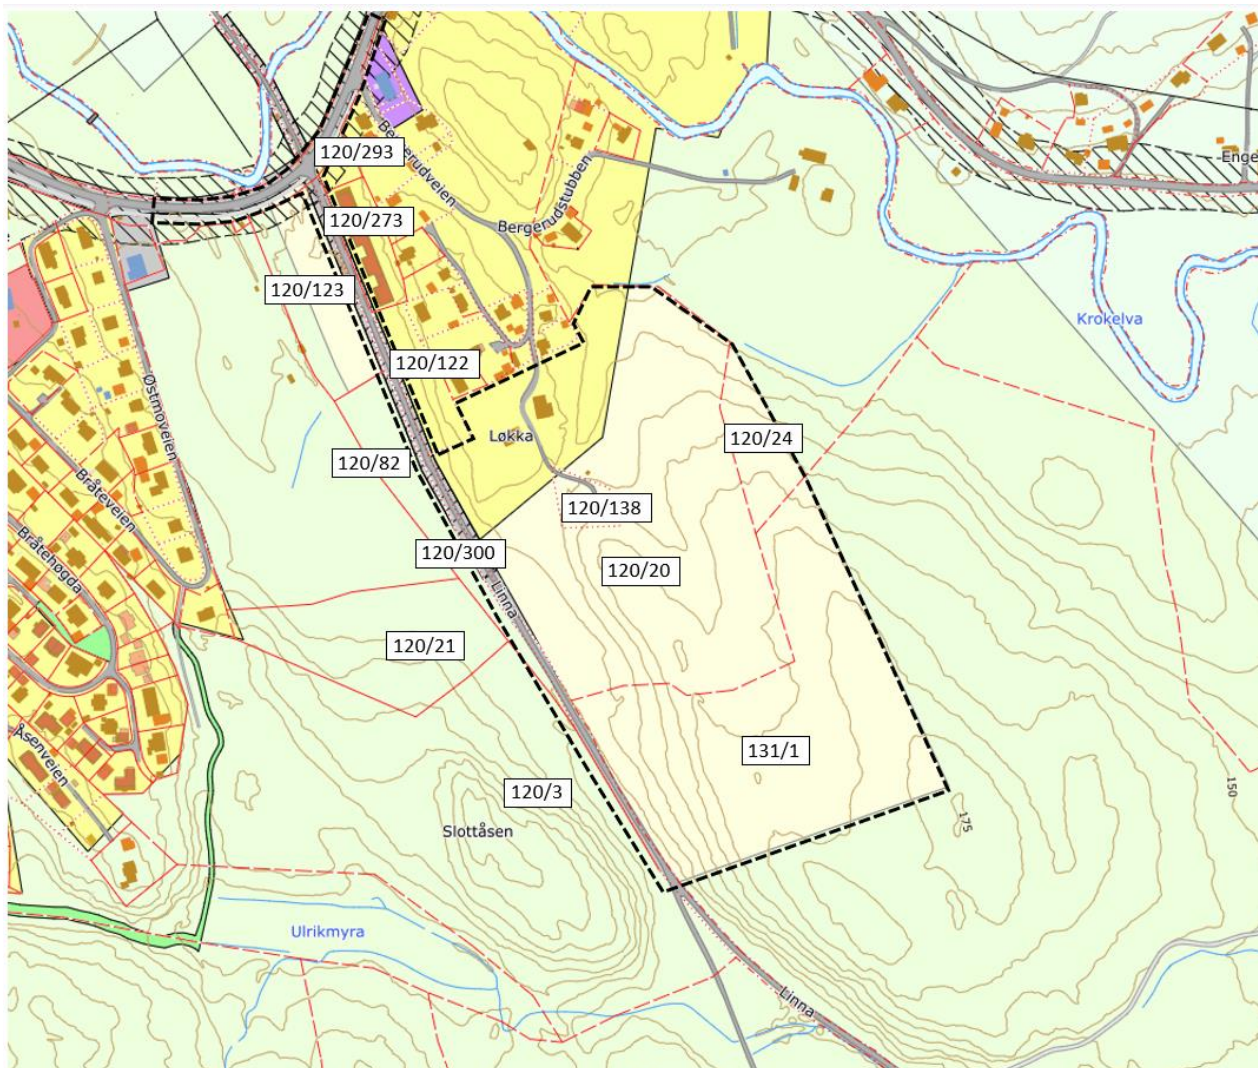 120/293
Bergerudveien
Enge
120/273
Bergerudstubben
120/123
Krokelva
120/122
Østmoveien
Løkka
120/24
120/82
Bråteveien
120/138
Bråtehøgda
120/300
120/20
Linna
120/21
131/1
Åsenveien
120/3
150
175
Slottåsen
Ulrikmyra
Linna